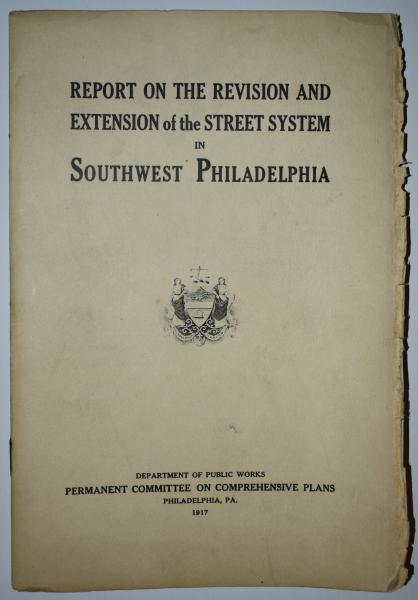 REPORT ON THE REVISION AND
EXTENSION of the STREET SYSTEM
IN
SOUTHWEST PHILADELPHIA
DEPARTMENT OF PUBLIC WORKS
PERMANENT COMMITTEE ON COMPREHENSIVE PLANS
PHILADELPHIA, PA.
1917